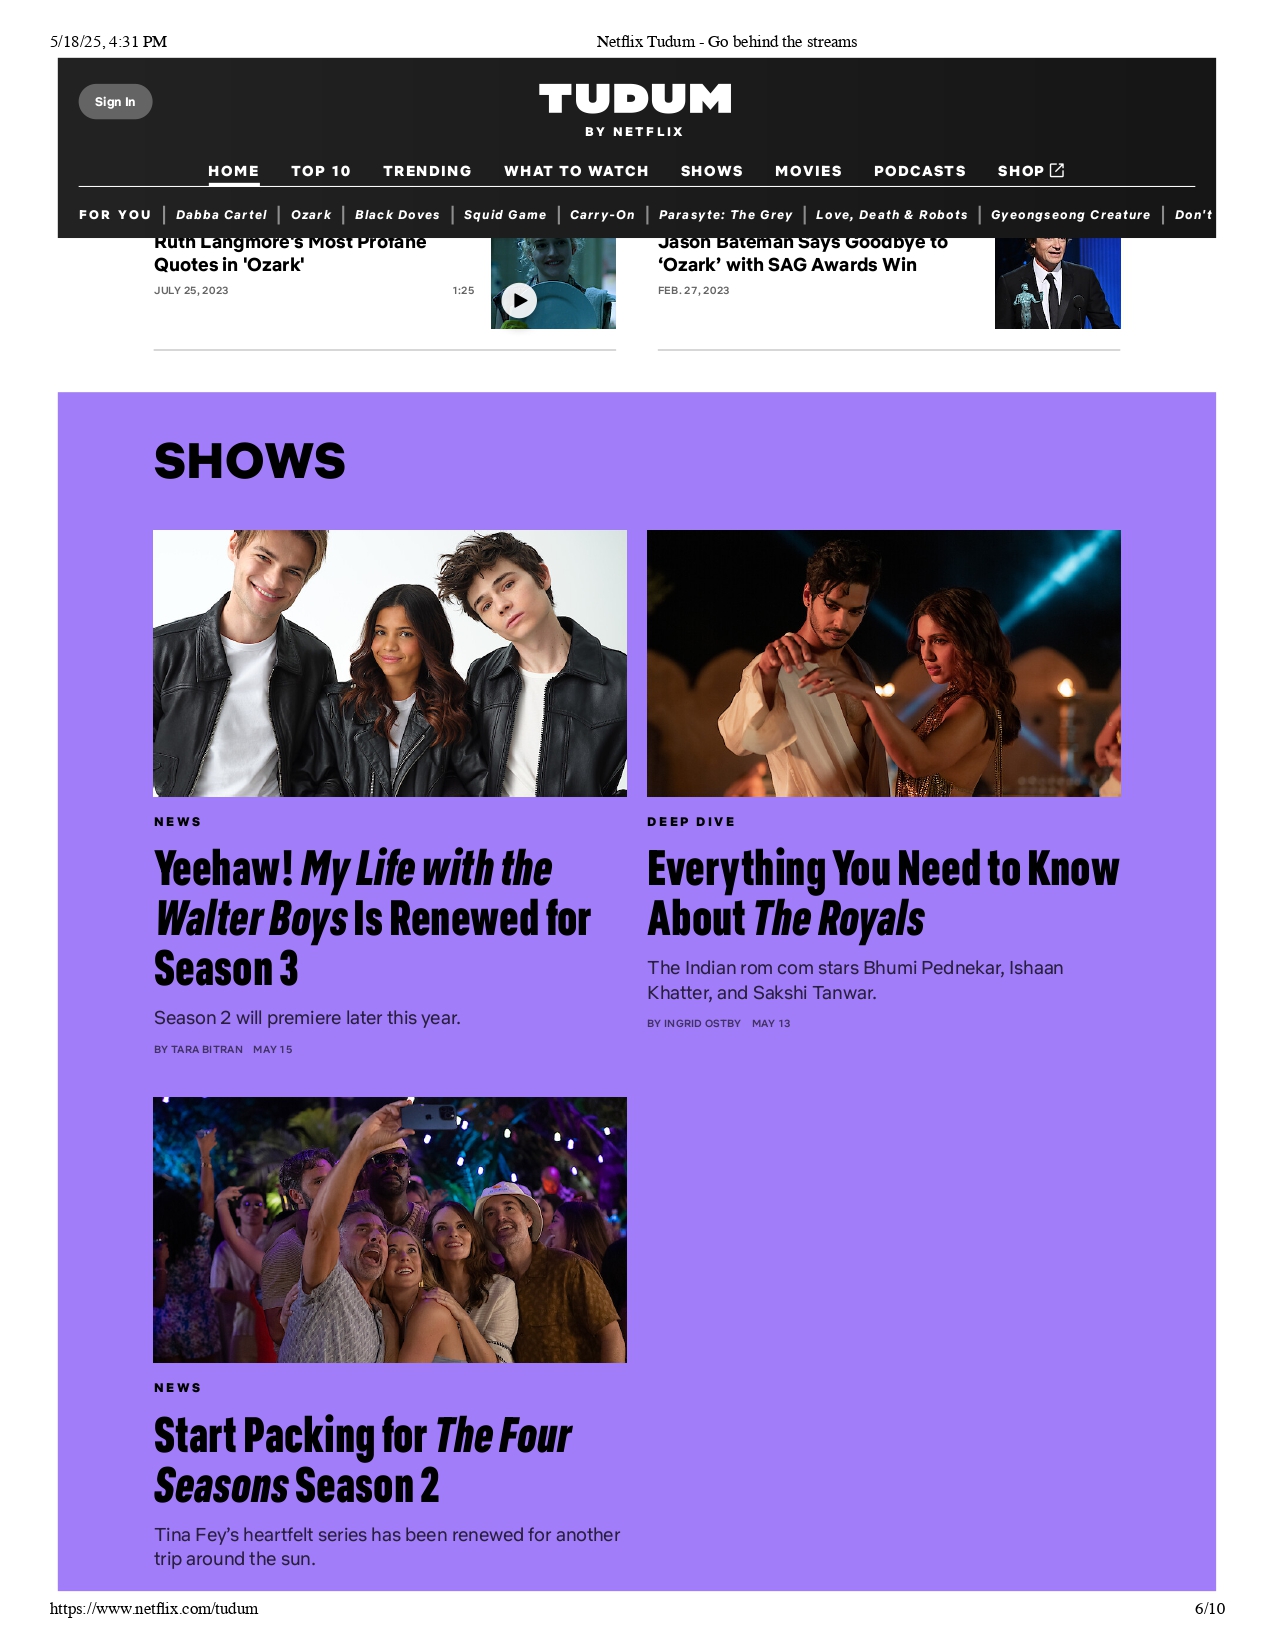 5/18/25, 4:31 PM Netflix Tudum - Go behind the streams
Sign In
TUDUM
BY NETFLIX
HOME TOP 10 TRENDING WHAT TO WATCH SHOWS MOVIES PODCASTS SHOP
FOR YOU | Dabba Cartel | Ozark | Black Doves | Squid Game | Carry-On | Parasyte: The Grey | Love, Death & Robots | Gyeongseong Creature | Don't
Ruth Langmore's Most Profane
Quotes in 'Ozark'
JULY 25, 2023 1:25
Jason Bateman Says Goodbye to
‘Ozark’ with SAG Awards Win
FEB. 27, 2023
SHOWS
NEWS
Yeehaw! My Life with the
Walter Boys Is Renewed for
Season 3
Season 2 will premiere later this year.
BY TARA BITRAN MAY 15
DEEP DIVE
Everything You Need to Know
About The Royals
The Indian rom com stars Bhumi Pednekar, Ishaan
Khatter, and Sakshi Tanwar.
BY INGRID OSTBY MAY 13
NEWS
Start Packing for The Four
Seasons Season 2
Tina Fey’s heartfelt series has been renewed for another
trip around the sun.
https://www.netflix.com/tudum 6/10